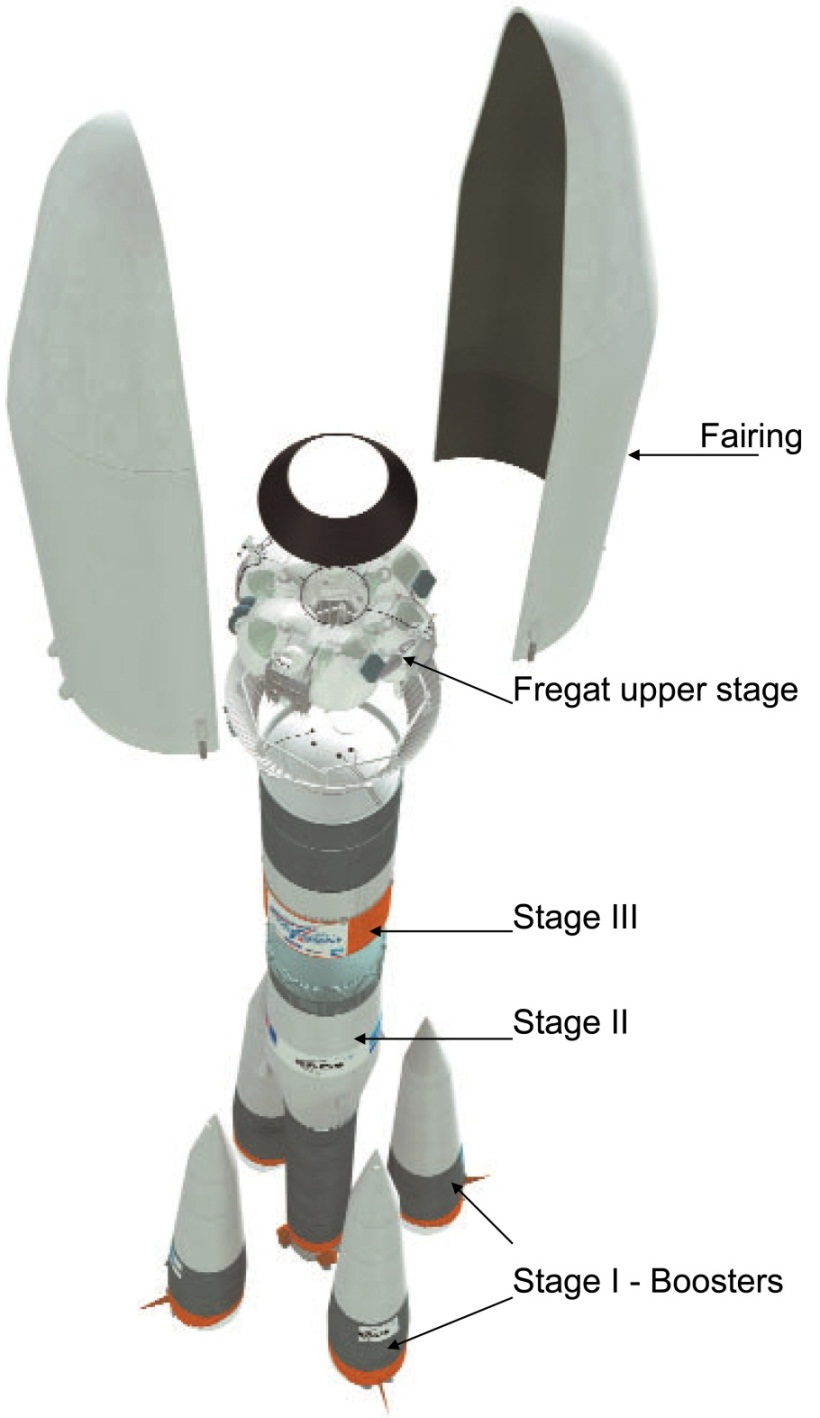 Fairing
Fregat upper stage
Stage III
Stage II
Stage I - Boosters